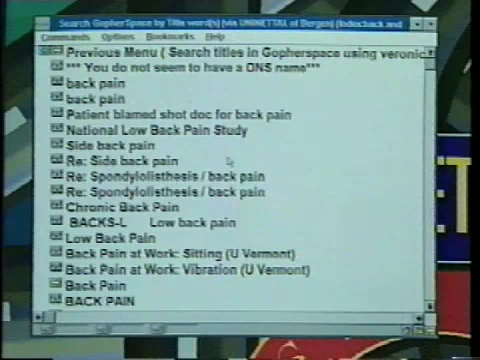 Search GopherSpace by Title word(s) (via UNINETT/U. of Bergen) (Index:back and
Commands Options Bookmarks Help
Previous Menu ( Search titles in Gopherspace using veronic
*** You do not seem to have a DNS name***
back pain
back pain
Patient blamed shot doc for back pain
National Low Back Pain Study
Side back pain
Re: Side back pain
Re: Spondylolisthesis / back pain
Re: Spondylolisthesis / back pain
Chronic Back Pain
BACKS-L Low back pain
Low Back Pain
Back Pain at Work: Sitting (U Vermont)
Back Pain at Work: Vibration (U Vermont)
Back Pain
BACK PAIN
ET